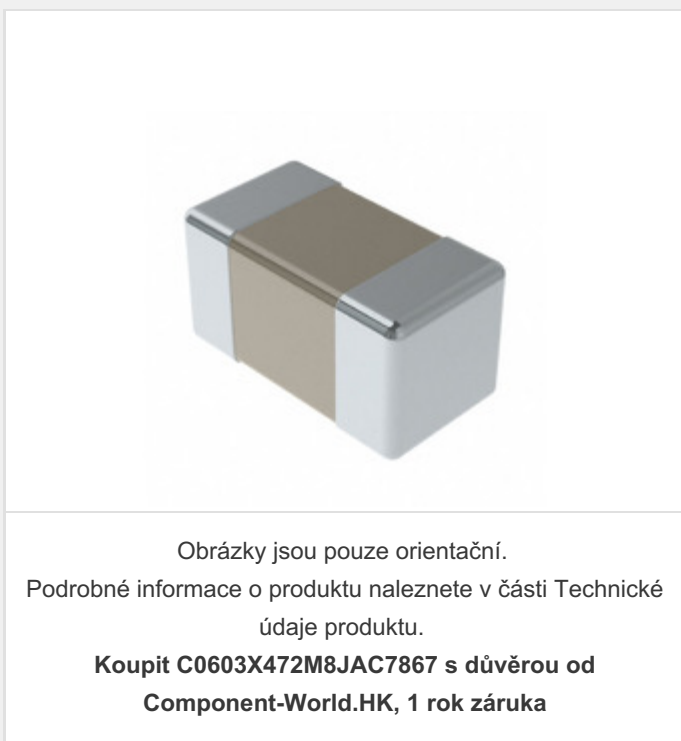 Obrázky jsou pouze orientační.
Podrobné informace o produktu naleznete v části Technické
údaje produktu.
Koupit C0603X472M8JAC7867 s důvěrou od
Component-World.HK, 1 rok záruka